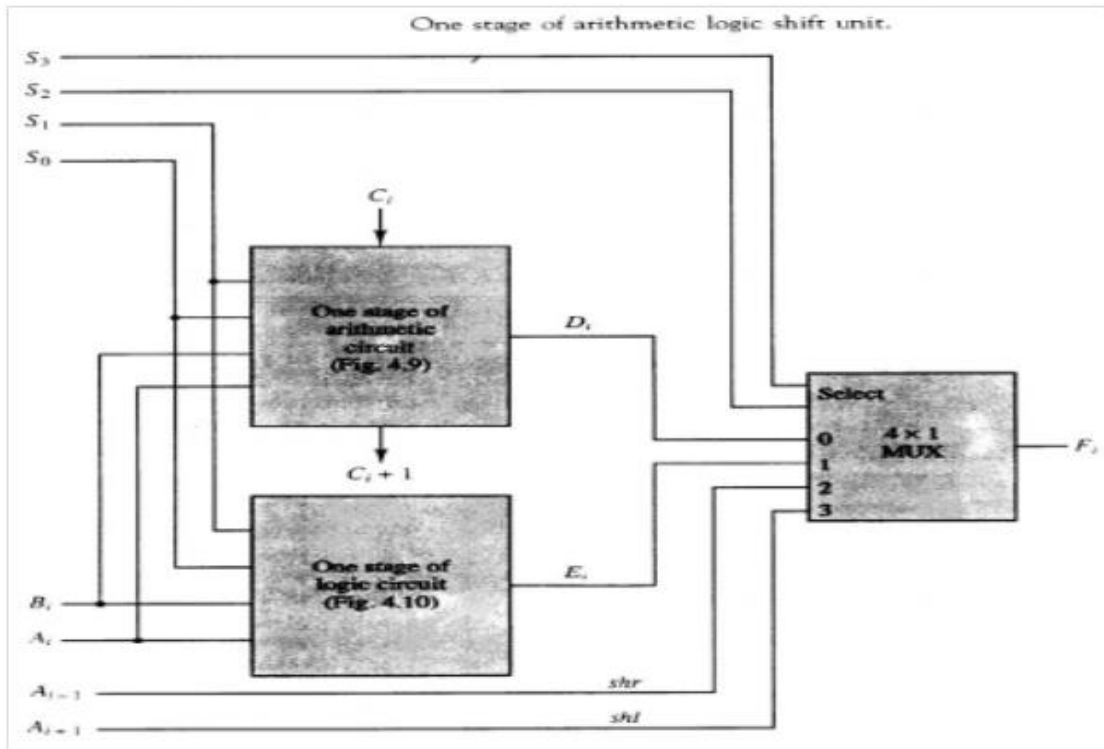 One stage of arithmetic logic shift unit.
S3
S2
S1
S0
Ci
One stage of
arithmetic
circuit
(Fig. 4.9)
Di
Select
0
4 × 1
MUX
1
2
3
Fi
Ci + 1
One stage of
logic circuit
(Fig. 4.10)
Ei
Bi
Ai
Ai − 1
shr
Ai + 1
shl